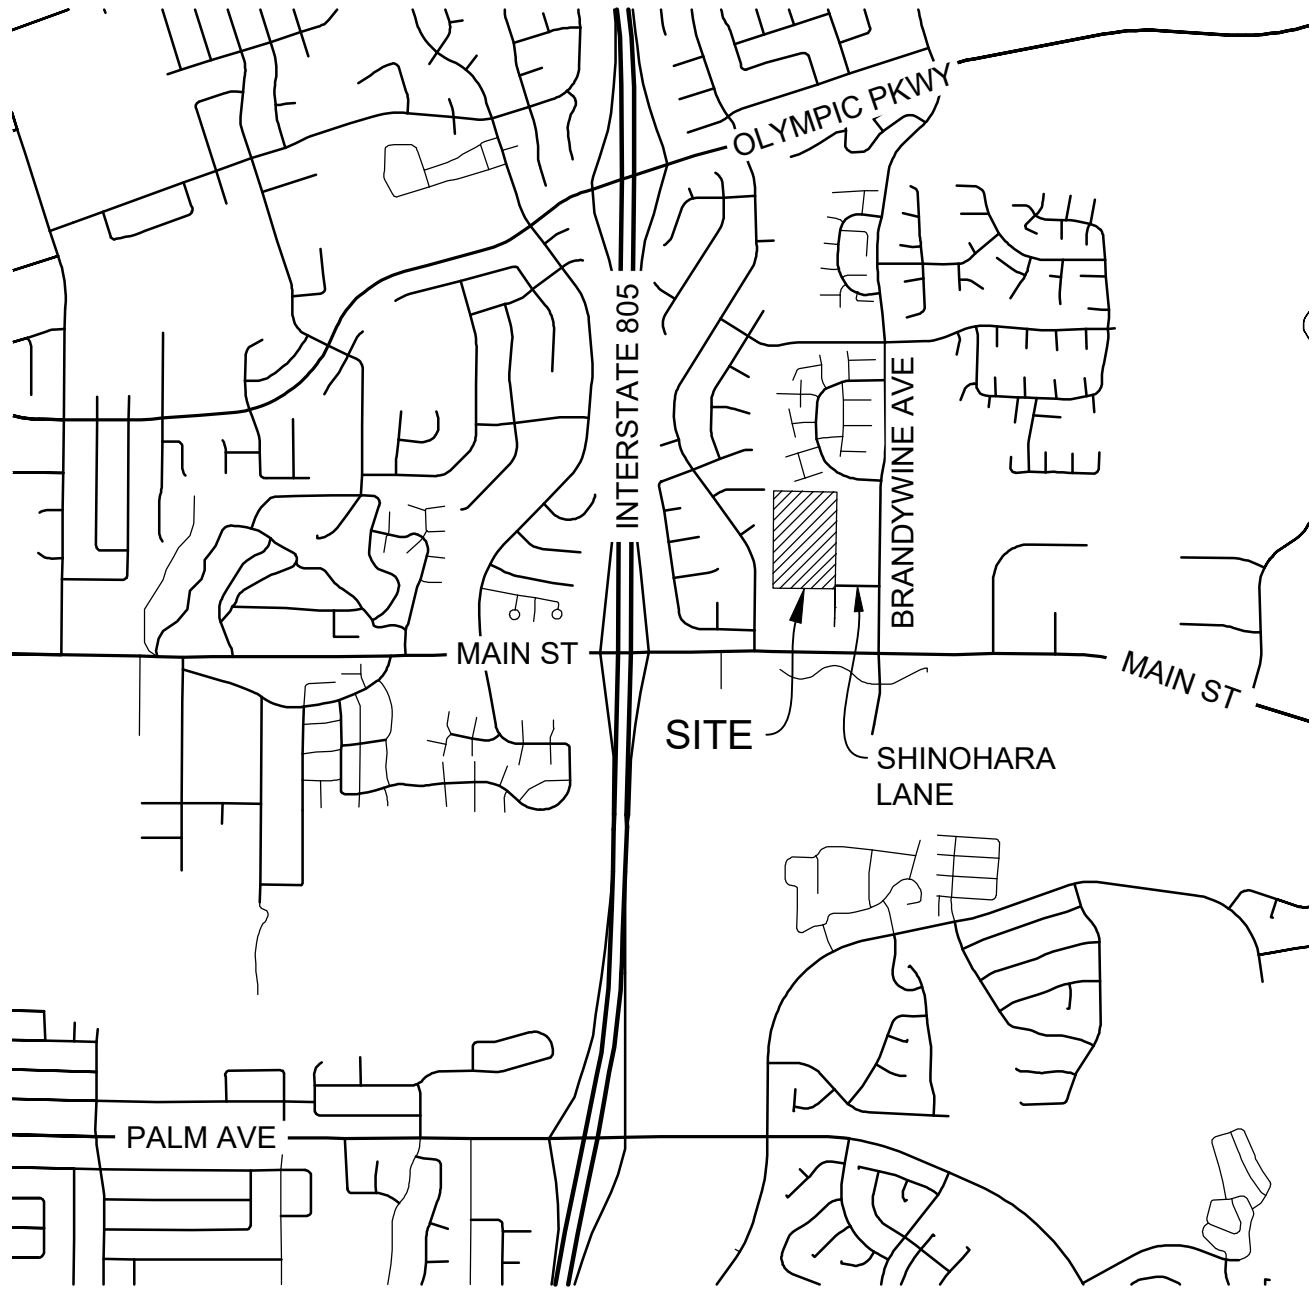 OLYMPIC PKWY
INTERSTATE 805
BRANDYWINE AVE
MAIN ST
MAIN ST
SITE
SHINOHARA
LANE
PALM AVE